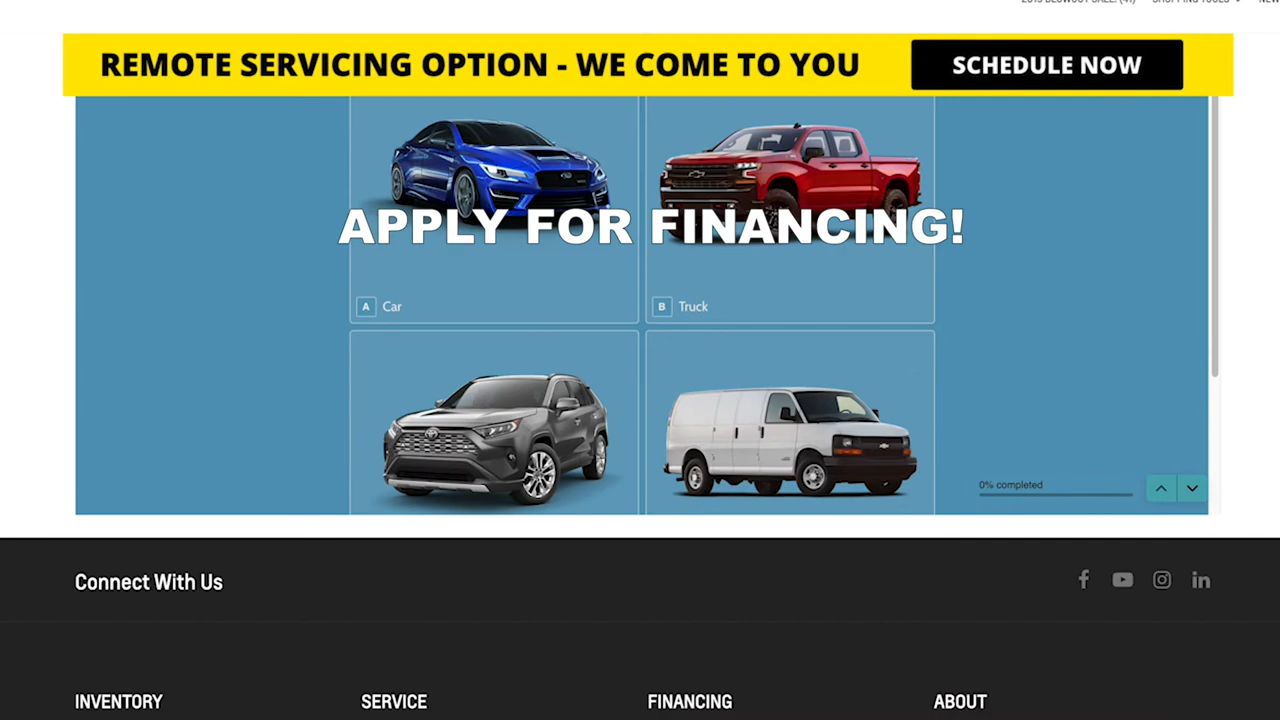 REMOTE SERVICING OPTION - WE COME TO YOU
SCHEDULE NOW
APPLY FOR FINANCING!
A Car
B Truck
0% completed
Connect With Us
INVENTORY
SERVICE
FINANCING
ABOUT